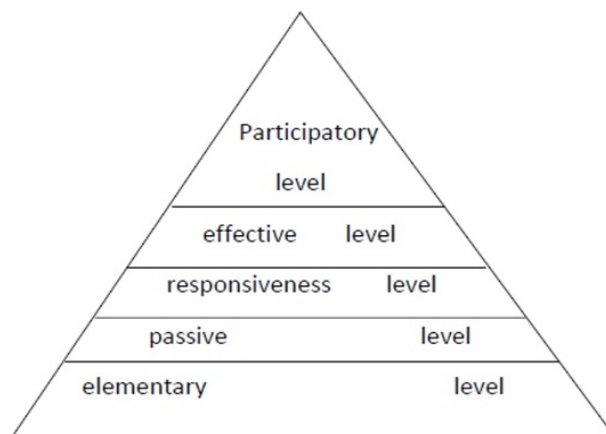 Participatory
level
effective level
responsiveness level
passive level
elementary level